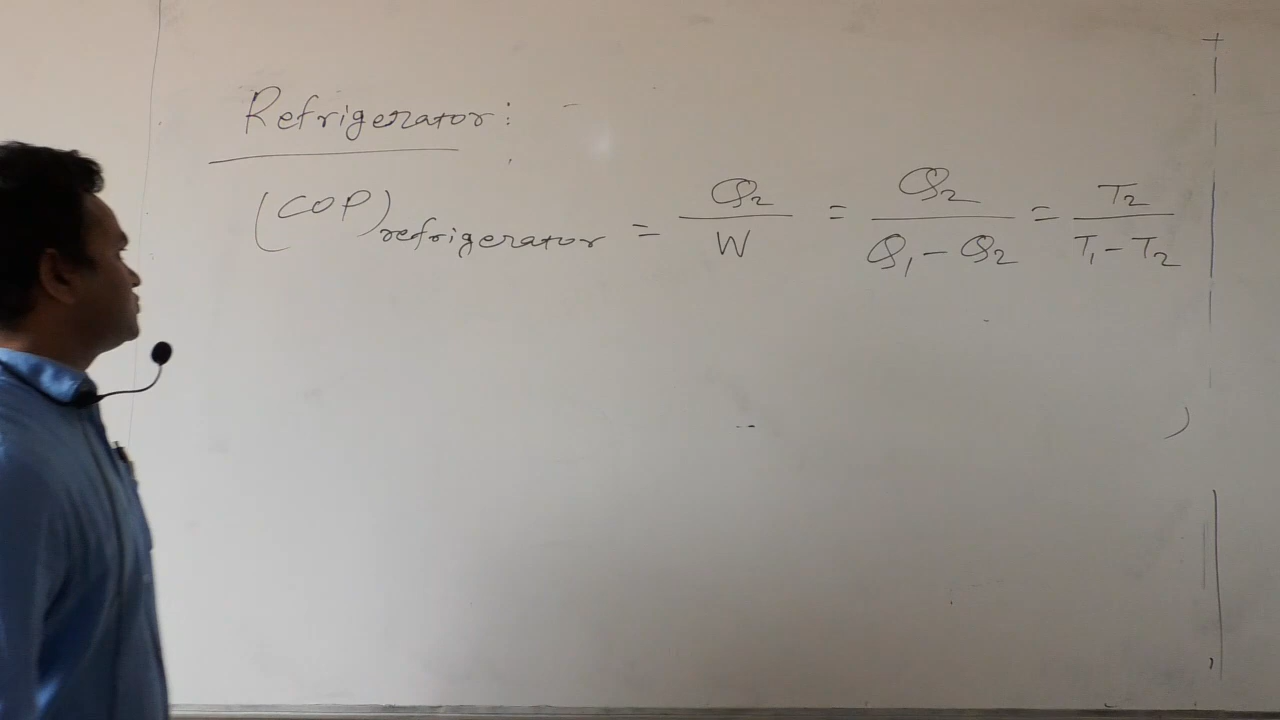 Refrigerator:
(COP)refrigerator = Q2/W = Q2/(Q1 - Q2) = T2/(T1 - T2)